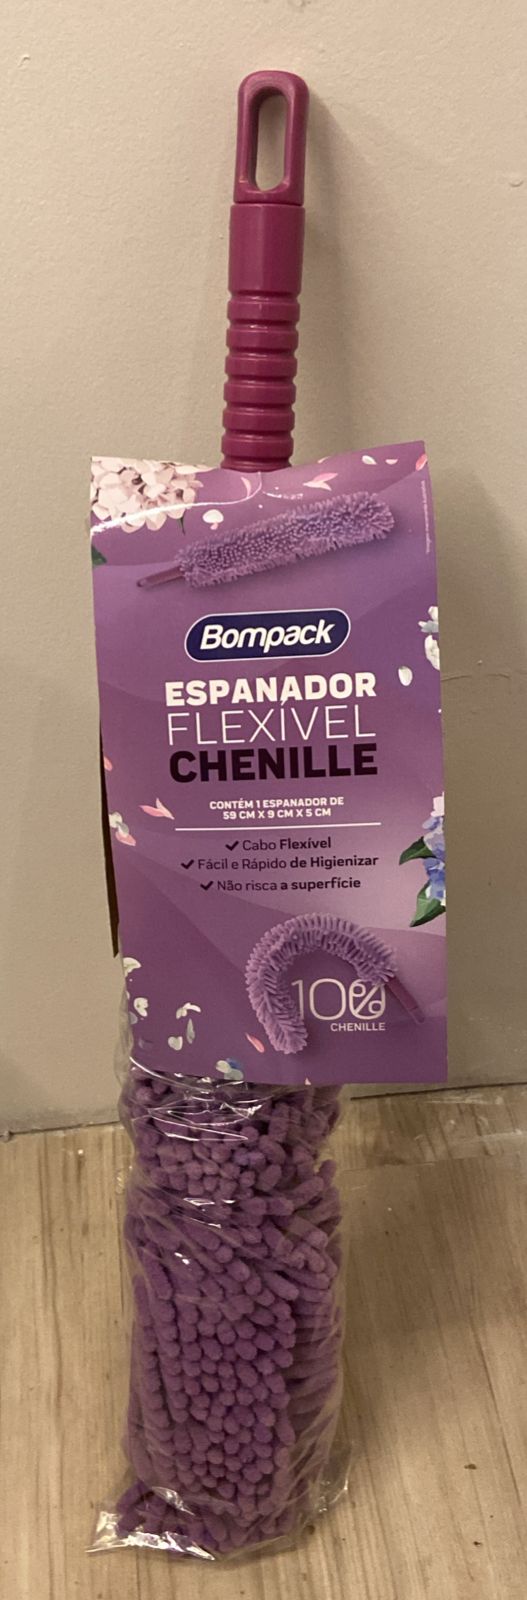 Bompack
ESPANADOR
FLEXÍVEL
CHENILLE
CONTÉM 1 ESPANADOR DE
59 CM X 9 CM X 5 CM
Cabo Flexível
Fácil e Rápido de Higienizar
Não risca a superfície
100%
CHENILLE